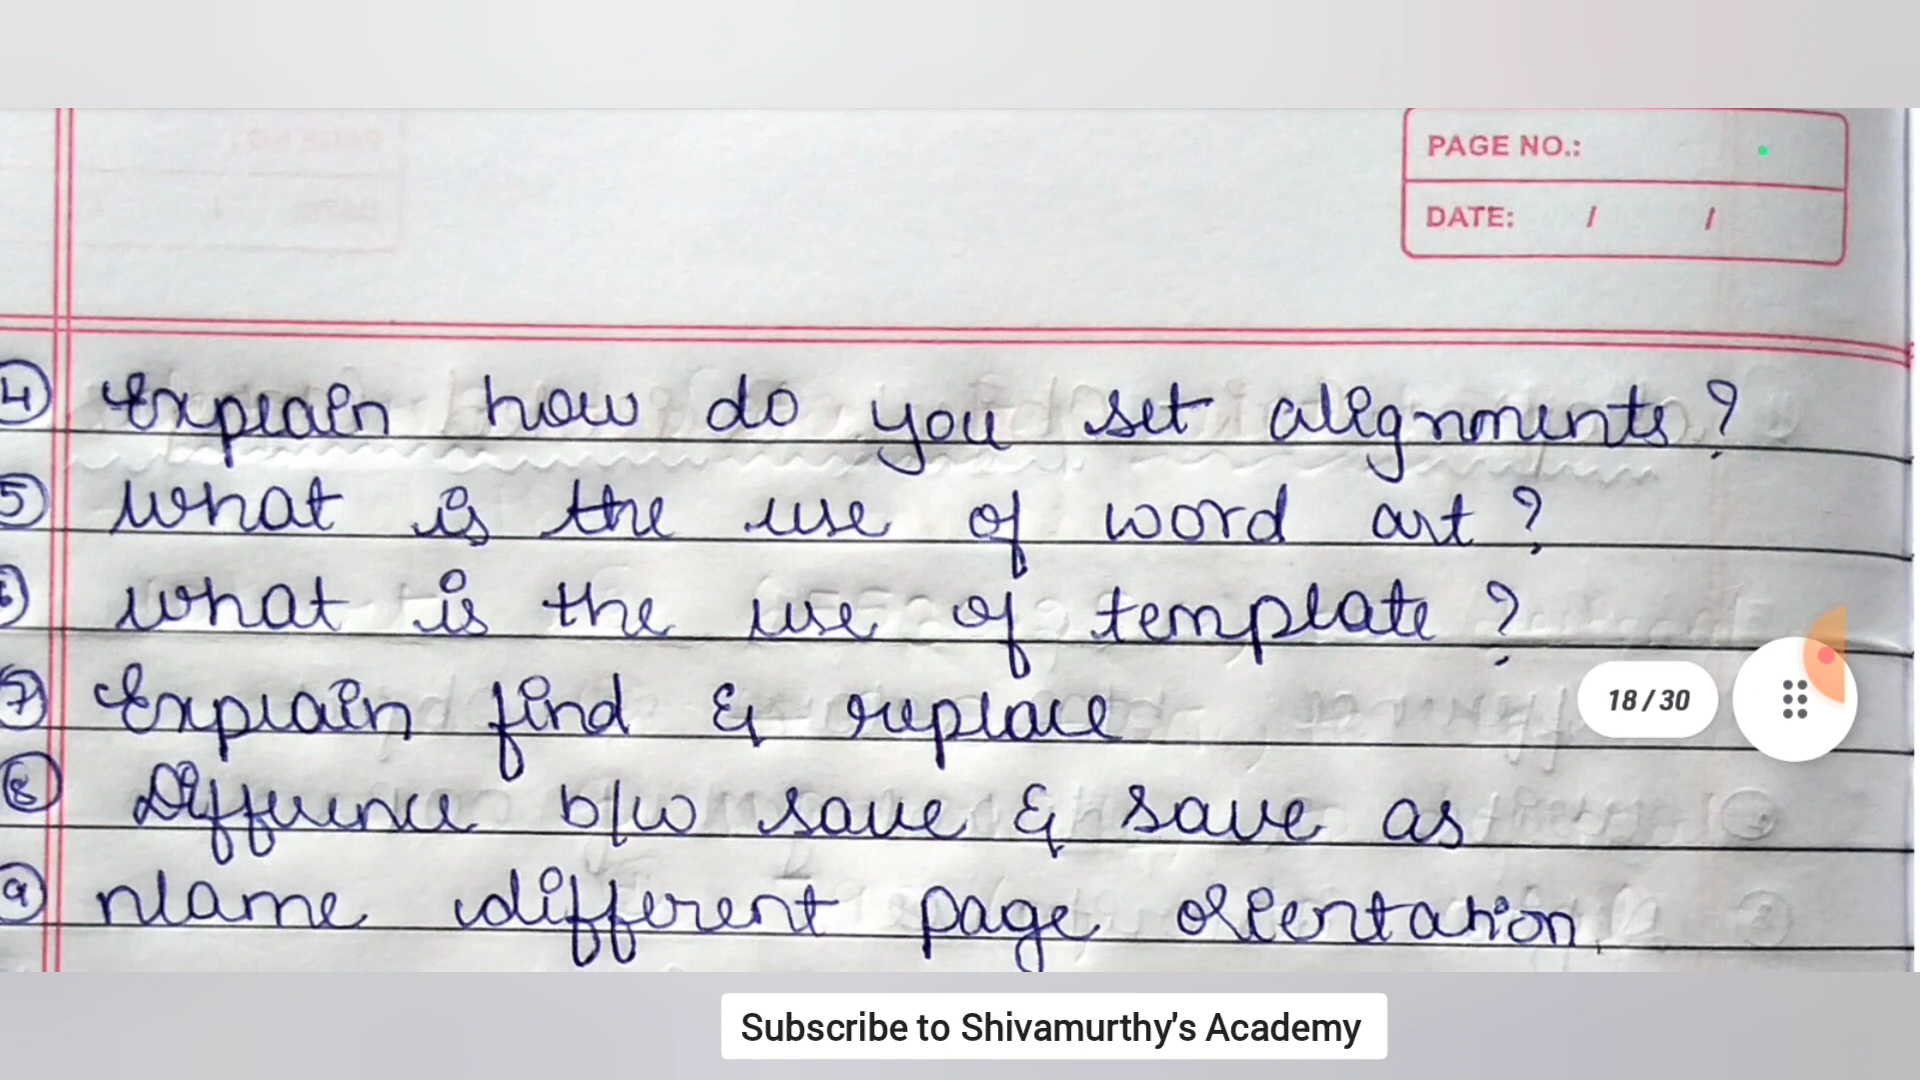 PAGE NO.:
DATE: / /
4 Explain how do you set alignments?
5 What is the use of word art?
6 What is the use of template?
7 Explain find & replace
18/30
8 Difference b/w save & save as
9 Name different page orientation.
Subscribe to Shivamurthy's Academy